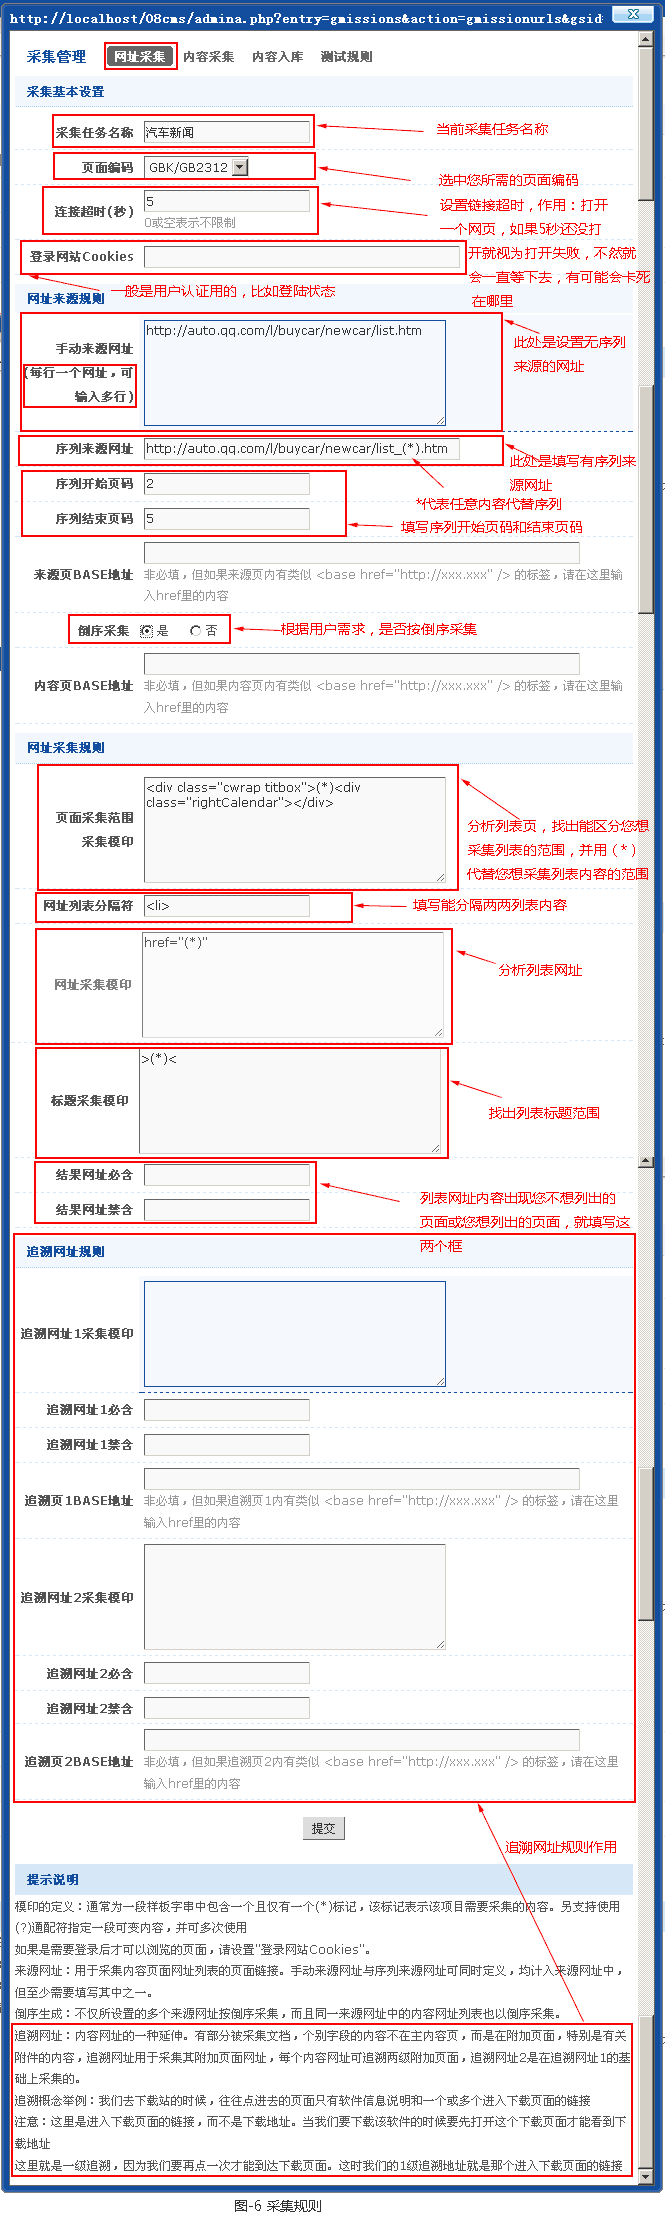 http://localhost/08cms/admina.php?entry=gmissions&action=gmissionurls&gsid
采集管理 网址采集 内容采集 内容入库 测试规则
采集基本设置
采集任务名称 汽车新闻 当前采集任务名称
页面编码 GBK/GB2312 选中您所需的页面编码
连接超时(秒) 5 设置链接超时，作用：打开
0或空表示不限制 一个网页，如果5秒还没打
登录网站Cookies 开就视为打开失败，不然就
会一直等下去，有可能会卡死
一般是用户认证用的，比如登陆状态 在哪里
网址来源规则
http://auto.qq.com/l/buycar/newcar/list.htm
手动来源网址 此处是设置无序列
(每行一个网址，可 来源的网址
输入多行)
序列来源网址 http://auto.qq.com/l/buycar/newcar/list_(*).htm
此处是填写有序列来
序列开始页码 2 源网址
*代表任意内容代替序列
序列结束页码 5 填写序列开始页码和结束页码
来源页BASE地址 非必填，但如果来源页内有类似 <base href="http://xxx.xxx" /> 的标签，请在这里输
入href里的内容
倒序采集 是 否 根据用户需求，是否按倒序采集
内容页BASE地址 非必填，但如果内容页内有类似 <base href="http://xxx.xxx" /> 的标签，请在这里输
入href里的内容
网址采集规则
<div class="cwrap titbox">(*)<div
class="rightCalendar"></div>
页面采集范围 分析列表页，找出能区分您想
采集模印 采集列表的范围，并用（*）
代替您想采集列表内容的范围
网址列表分隔符 <li> 填写能分隔两两列表内容
href="(*)"
网址采集模印 分析列表网址
>(*)<
标题采集模印 找出列表标题范围
结果网址必含
列表网址内容出现您不想列出的
结果网址禁含 页面或您想列出的页面，就填写这
两个框
追溯网址规则
追溯网址1采集模印
追溯网址1必含
追溯网址1禁含
追溯页1BASE地址 非必填，但如果追溯页1内有类似 <base href="http://xxx.xxx" /> 的标签，请在这里
输入href里的内容
追溯网址2采集模印
追溯网址2必含
追溯网址2禁含
追溯页2BASE地址 非必填，但如果追溯页2内有类似 <base href="http://xxx.xxx" /> 的标签，请在这里
输入href里的内容
提交
追溯网址规则作用
提示说明
模印的定义：通常为一段样板字串中包含一个且仅有一个(*)标记，该标记表示该项目需要采集的内容。另支持使用
(?)通配符指定一段可变内容，并可多次使用
如果是需要登录后才可以浏览的页面，请设置"登录网站Cookies"。
来源网址：用于采集内容页面网址列表的页面链接。手动来源网址与序列来源网址可同时定义，均计入来源网址中，
但至少需要填写其中之一。
倒序生成：不仅所设置的多个来源网址按倒序采集，而且同一来源网址中的内容网址列表也以倒序采集。
追溯网址：内容网址的一种延伸。有部分被采集文档，个别字段的内容不在主内容页，而是在附加页面，特别是有关
附件的内容，追溯网址用于采集其附加页面网址，每个内容网址可追溯两级附加页面，追溯网址2是在追溯网址1的基
础上采集的。
追溯概念举例：我们去下载站的时候，往往点进去的页面只有软件信息说明和一个或多个进入下载页面的链接
注意：这里是进入下载页面的链接，而不是下载地址。当我们要下载该软件的时候要先打开这个下载页面才能看到下
载地址
这里就是一级追溯，因为我们要再点一次才能到达下载页面。这时我们的1级追溯地址就是那个进入下载页面的链接
图-6 采集规则